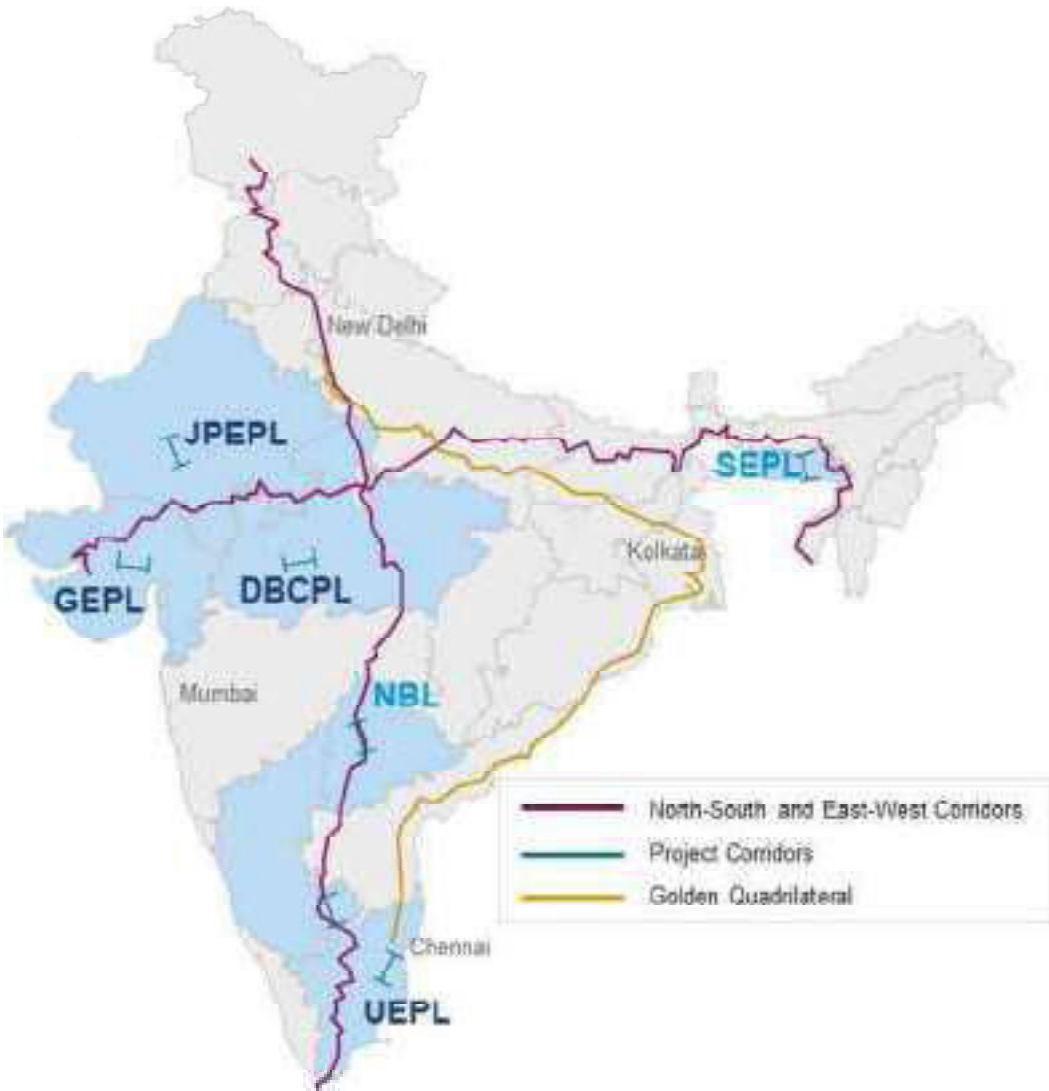 New Delhi
JPEPL
SEPL
Kolkata
GEPL
DBCPL
Mumbai
NBL
North-South and East-West Corridors
Project Corridors
Golden Quadrilateral
Chennai
UEPL